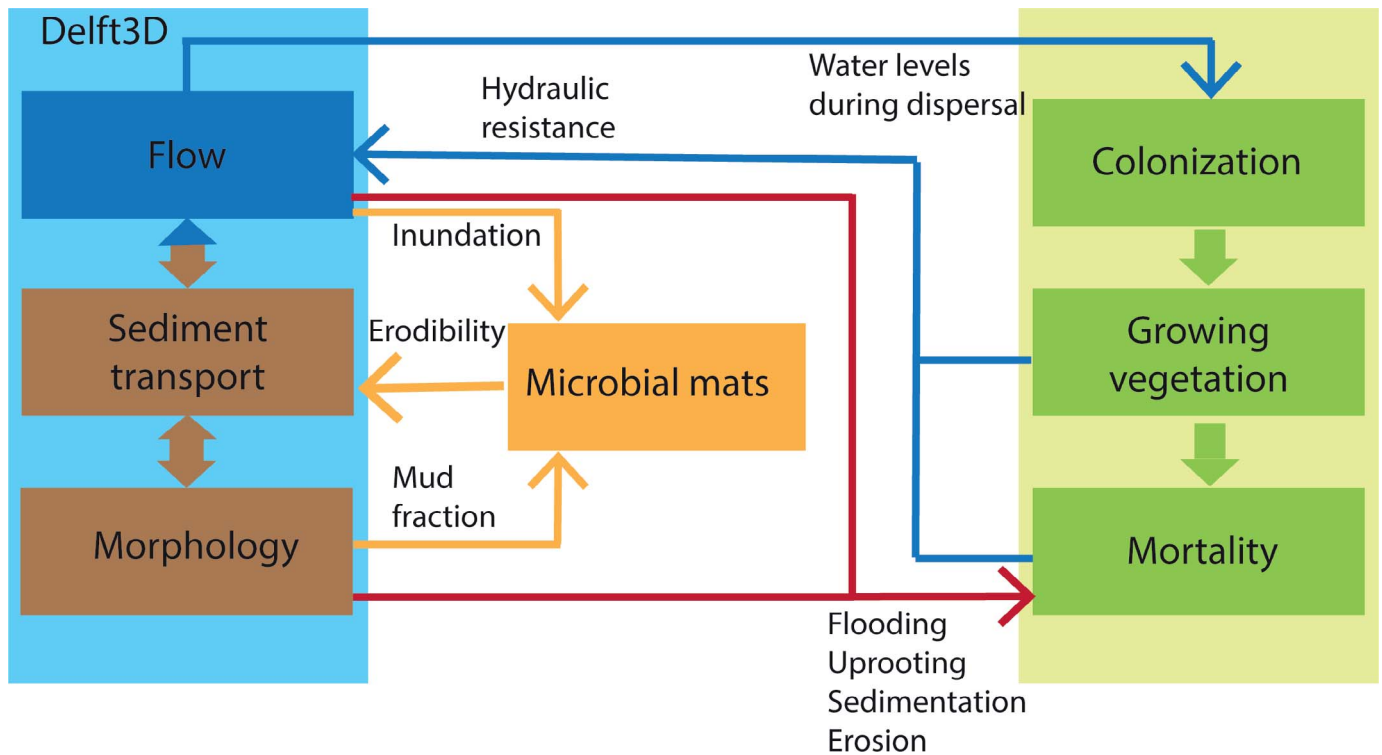 Delft3D
Flow
Sediment
transport
Morphology
Hydraulic
resistance
Inundation
Erodibility
Mud
fraction
Microbial mats
Water levels
during dispersal
Colonization
Growing
vegetation
Mortality
Flooding
Uprooting
Sedimentation
Erosion